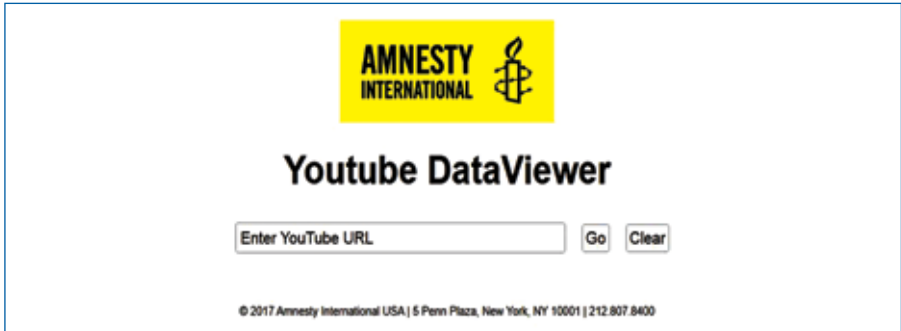 AMNESTY
INTERNATIONAL
Youtube DataViewer
Enter YouTube URL Go Clear
© 2017 Amnesty International USA | 5 Penn Plaza, New York, NY 10001 | 212.807.8400